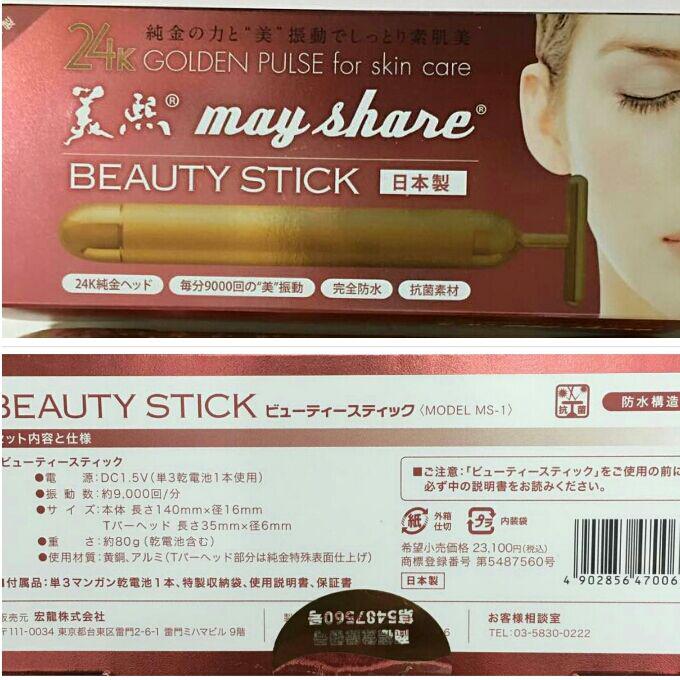 純金の力と"美"振動でしっとり素肌美
24K GOLDEN PULSE for skin care
美熙® may share®
BEAUTY STICK 日本製
24K純金ヘッド 毎分9000回の"美"振動 完全防水 抗菌素材
BEAUTY STICK ビューティースティック〈MODEL MS-1〉 抗菌 防水構造
セット内容と仕様
ビューティースティック
●電 源:DC1.5V(単3乾電池1本使用)
●振 動 数:約9,000回/分
●サ イ ズ:本体 長さ140mm×径16mm
Tバーヘッド 長さ35mm×径6mm
●重 さ:約80g(乾電池含む)
●使用材質:黄銅、アルミ(Tバーヘッド部分は純金特殊表面仕上げ)
■付属品:単3マンガン乾電池1本、特製収納袋、使用説明書、保証書
■ご注意:「ビューティースティック」をご使用の前に
必ず中の説明書をお読みください。
紙 外箱 仕切 プラ 内装袋
希望小売価格 23,100円(税込)
商標登録番号 第5487560号
日本製
4 902856 47006
販売元 宏龍株式会社
〒111-0034 東京都台東区雷門2-6-1 雷門ミハマビル 9階
商標登録番号
第5487560号
お客様相談室
TEL:03-5830-0222